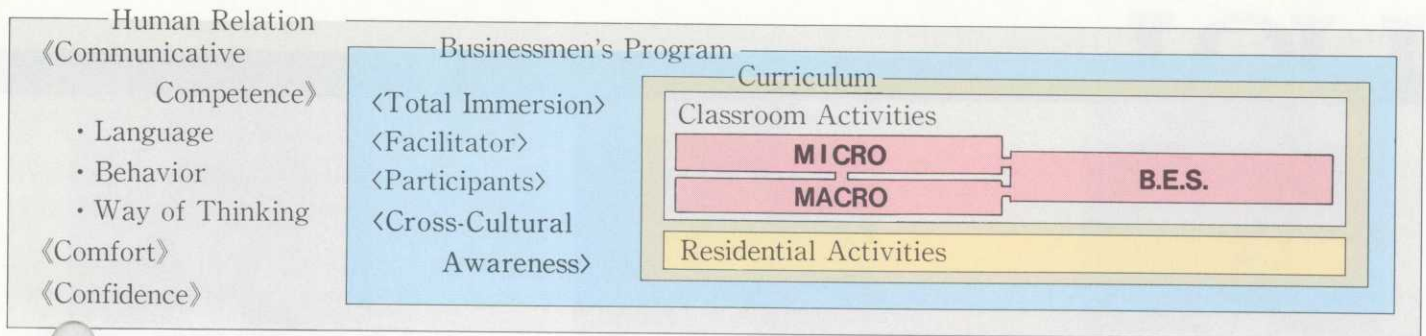 Human Relation
《Communicative
Competence》
・Language
・Behavior
・Way of Thinking
《Comfort》
《Confidence》
Businessmen's Program
〈Total Immersion〉
〈Facilitator〉
〈Participants〉
〈Cross-Cultural
Awareness〉
Curriculum
Classroom Activities
MICRO
MACRO
B.E.S.
Residential Activities